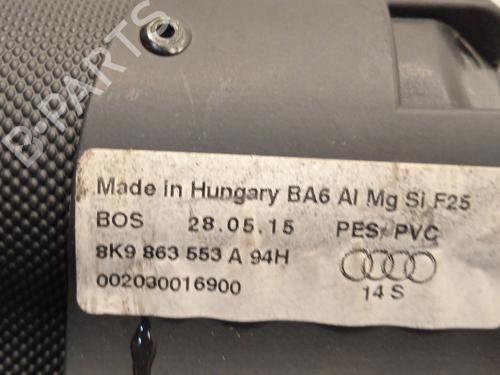 B-PARTS
Made in Hungary BA6 Al Mg Si F25
BOS 28.05.15 PES/PVC
8K9 863 553 A 94H
002030016900
14 S